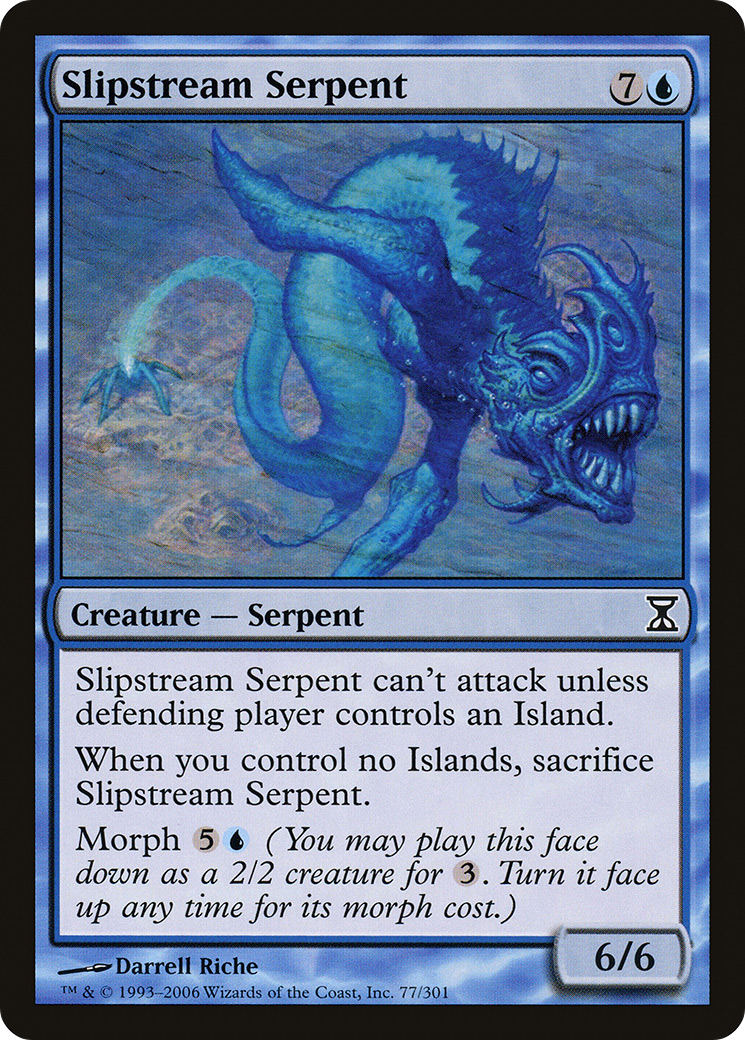 Slipstream Serpent 7
Creature — Serpent
Slipstream Serpent can't attack unless
defending player controls an Island.
When you control no Islands, sacrifice
Slipstream Serpent.
Morph 5 (You may play this face
down as a 2/2 creature for 3. Turn it face
up any time for its morph cost.)
6/6
Darrell Riche
™ & © 1993–2006 Wizards of the Coast, Inc. 77/301